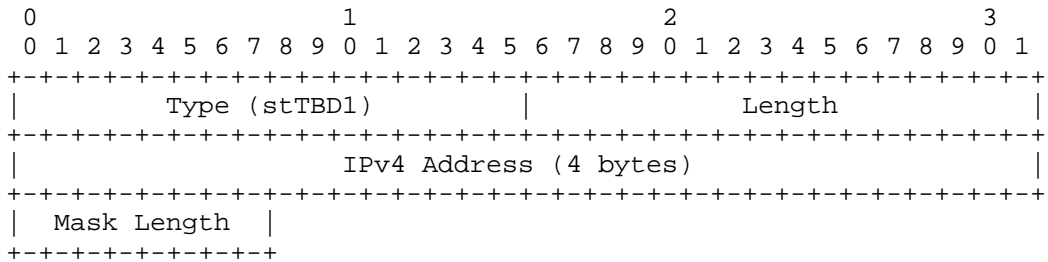 0                   1                   2                   3
0 1 2 3 4 5 6 7 8 9 0 1 2 3 4 5 6 7 8 9 0 1 2 3 4 5 6 7 8 9 0 1
+-+-+-+-+-+-+-+-+-+-+-+-+-+-+-+-+-+-+-+-+-+-+-+-+-+-+-+-+-+-+-+-+
|         Type (stTBD1)         |             Length            |
+-+-+-+-+-+-+-+-+-+-+-+-+-+-+-+-+-+-+-+-+-+-+-+-+-+-+-+-+-+-+-+-+
|                     IPv4 Address (4 bytes)                    |
+-+-+-+-+-+-+-+-+-+-+-+-+-+-+-+-+-+-+-+-+-+-+-+-+-+-+-+-+-+-+-+-+
|  Mask Length  |
+-+-+-+-+-+-+-+-+